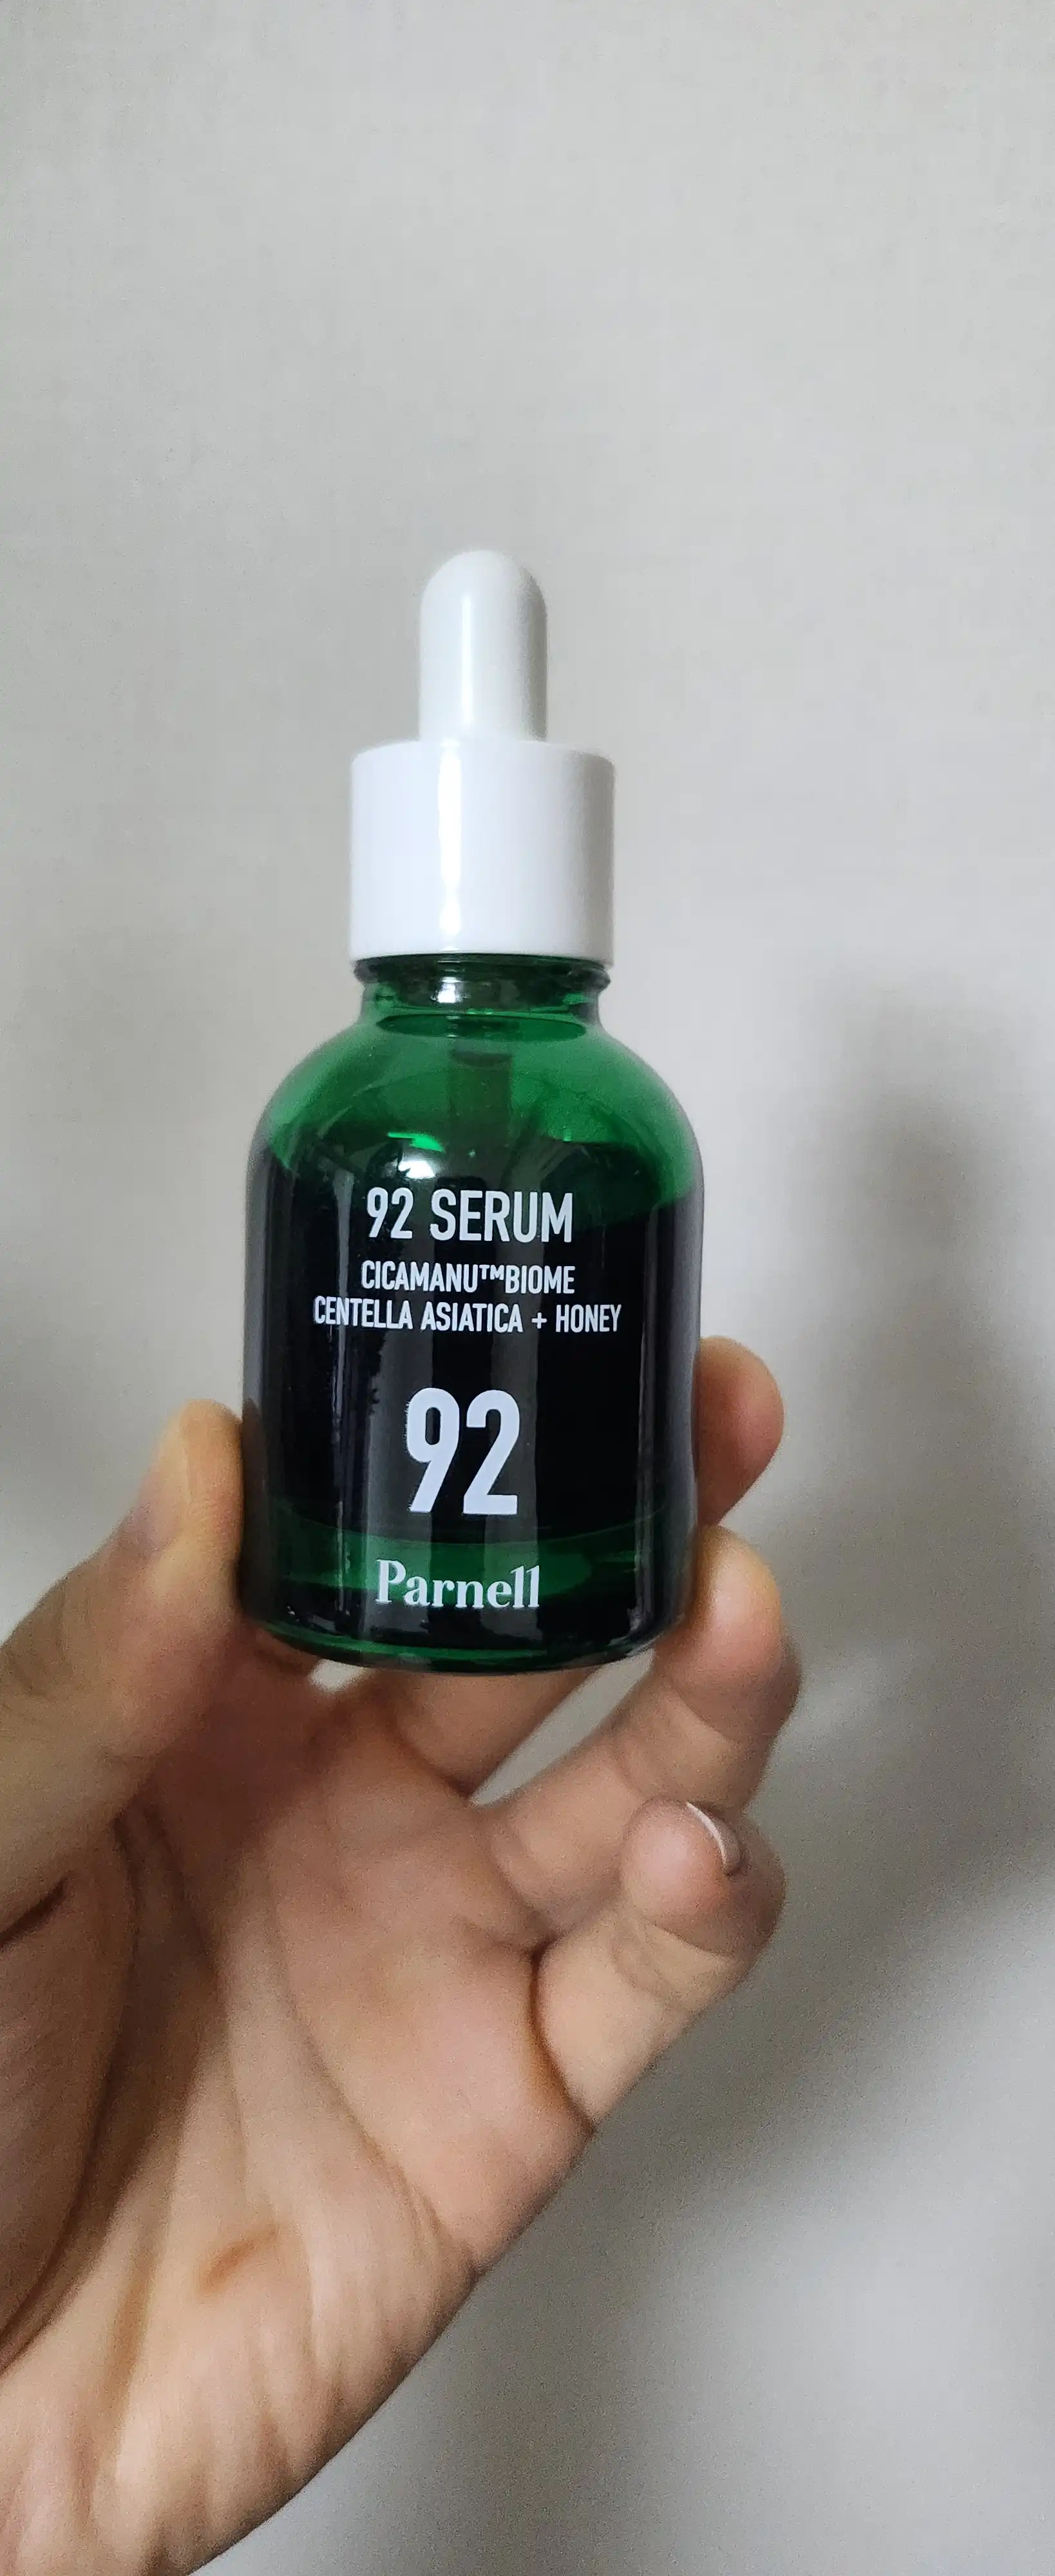 92 SERUM
CICAMANU™BIOME
CENTELLA ASIATICA + HONEY
92
Parnell